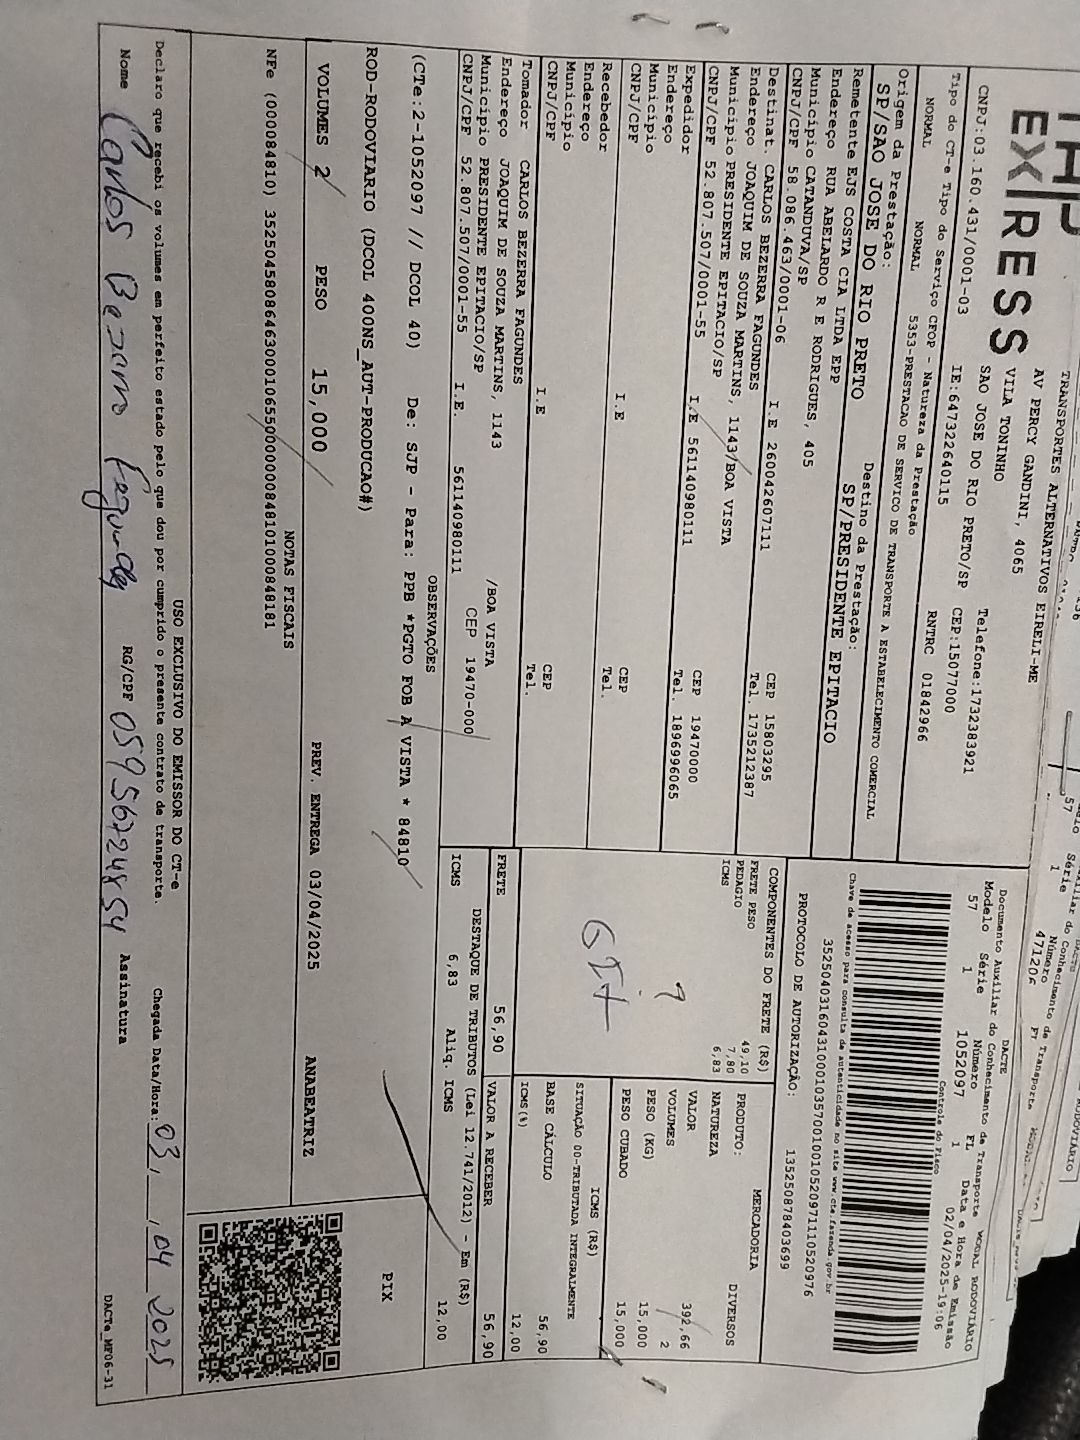 EX/RESS
TRANSPORTES ALTERNATIVOS EIRELI-ME
AV PERCY GANDINI, 4065
VILA TONINHO
SAO JOSE DO RIO PRETO/SP Telefone:1732383921
CNPJ:03.160.431/0001-03 IE:647322640115 CEP:15077000
Tipo do CT-e Tipo do Serviço CFOP - Natureza da Prestação RNTRC 01842966
NORMAL NORMAL 5353-PRESTACAO DE SERVICO DE TRANSPORTE A ESTABELECIMENTO COMERCIAL
Origem da Prestação: Destino da Prestação:
SP/SAO JOSE DO RIO PRETO SP/PRESIDENTE EPITACIO
Remetente EJS COSTA CIA LTDA EPP
Endereço RUA ABELARDO R E RODRIGUES, 405
Município CATANDUVA/SP CEP 15803295
CNPJ/CPF 58.086.463/0001-06 I.E 260042607111 Tel. 1735212387
Destinat. CARLOS BEZERRA FAGUNDES
Endereço JOAQUIM DE SOUZA MARTINS, 1143/BOA VISTA
Município PRESIDENTE EPITACIO/SP CEP 19470000
CNPJ/CPF 52.807.507/0001-55 I.E 561140980111 Tel. 18996996065
Expedidor
Endereço
Município CEP
CNPJ/CPF I.E Tel.
Recebedor
Endereço
Município CEP
CNPJ/CPF I.E Tel.
Tomador CARLOS BEZERRA FAGUNDES
Endereço JOAQUIM DE SOUZA MARTINS, 1143 /BOA VISTA
Município PRESIDENTE EPITACIO/SP CEP 19470-000
CNPJ/CPF 52.807.507/0001-55 I.E. 561140980111
DACTE
Documento Auxiliar do Conhecimento de Transporte MODAL RODOVIÁRIO
Modelo Série Número FL Data e Hora de Emissão
57 1 1052097 1 02/04/2025-19:06
Controle do Fisco
Chave de acesso para consulta de autenticidade no site www.cte.fazenda.gov.br
35250403160431000103570010010520971110520976
PROTOCOLO DE AUTORIZAÇÃO: 135250878403699
COMPONENTES DO FRETE (R$)
FRETE PESO 49,10
PEDAGIO 7,80
ICMS 6,83
PRODUTO: MERCADORIA
NATUREZA DIVERSOS
VALOR 392,66
VOLUMES 2
PESO (KG) 15,000
PESO CUBADO 15,000
ICMS (R$)
SITUAÇÃO 00-TRIBUTADA INTEGRALMENTE
BASE CÁLCULO 56,90
ICMS(%) 12,00
FRETE 56,90 VALOR A RECEBER 56,90
DESTAQUE DE TRIBUTOS (Lei 12.741/2012) - Em (R$)
ICMS 6,83 Aliq. ICMS 12,00
OBSERVAÇÕES
(CTe:2-1052097 // DCOL 40) De: SJP - Para: PPB *PGTO FOB A VISTA * 84810
PIX
ROD-RODOVIARIO (DCOL 400NS_AUT-PRODUCAO#)
VOLUMES 2 PESO 15,000 PREV. ENTREGA 03/04/2025 ANABEATRIZ
NOTAS FISCAIS
NFe (000084810) 35250458086463000106550000000848101000848181
USO EXCLUSIVO DO EMISSOR DO CT-e
Declaro que recebi os volumes em perfeito estado pelo que dou por cumprido o presente contrato de transporte. Chegada Data/Hora: 03, 04 2025
Nome Carlos Bezerra Fagundes RG/CPF 05956724854 Assinatura
DACTe_MF06-31